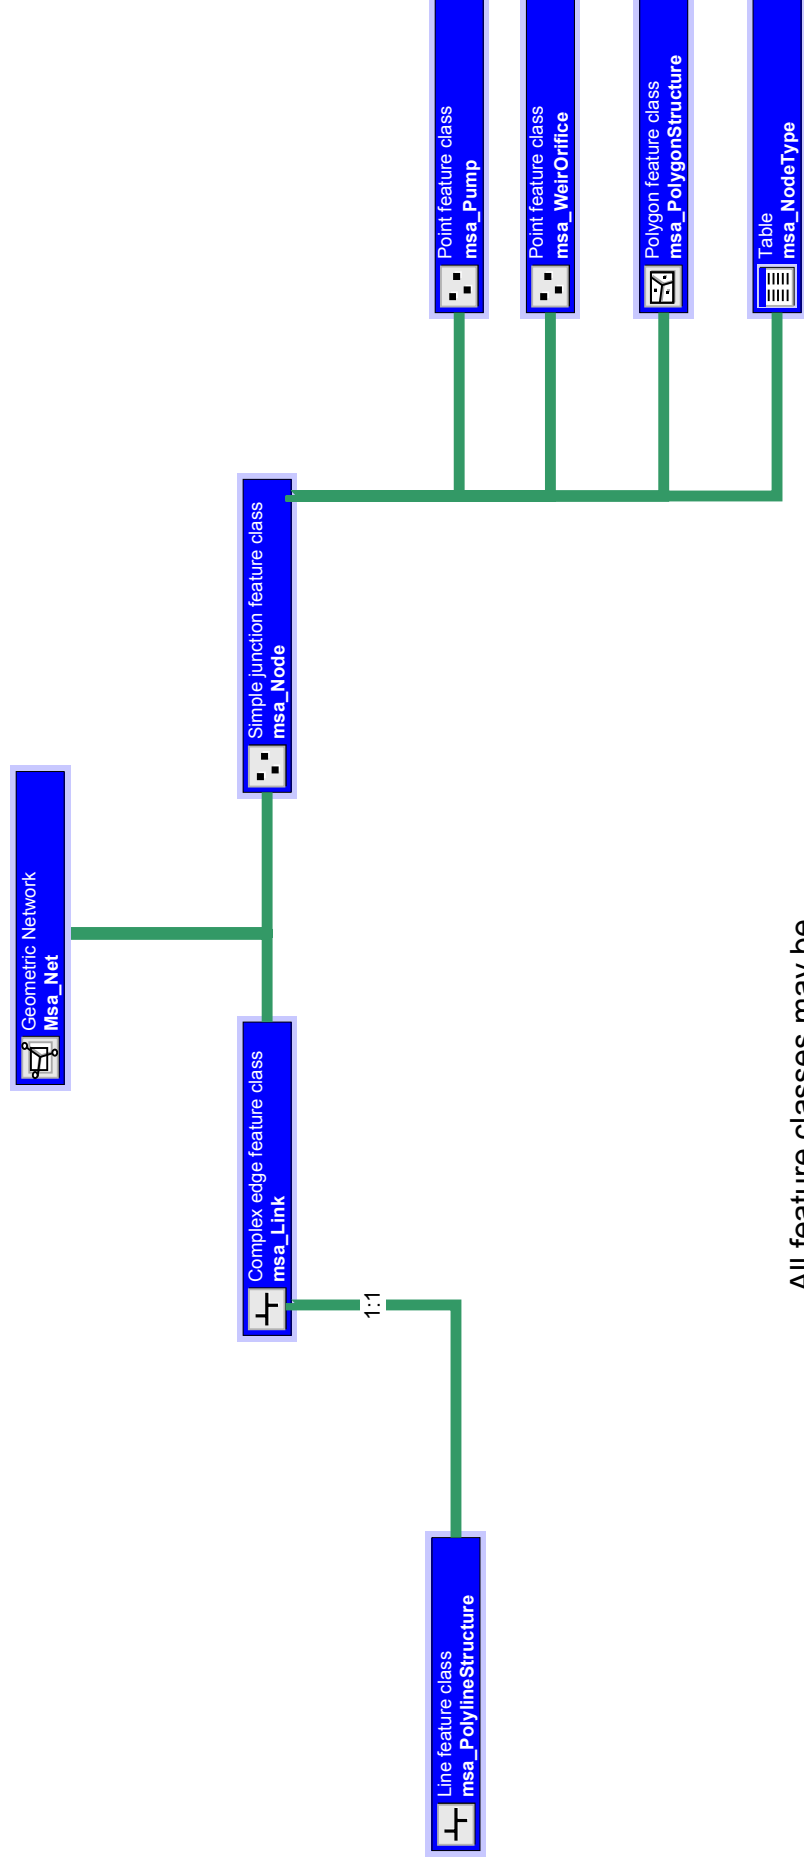 Geometric Network
Msa_Net
Complex edge feature class
msa_Link
Simple junction feature class
msa_Node
1:1
Line feature class
msa_PolylineStructure
Point feature class
msa_Pump
Point feature class
msa_WeirOrifice
Polygon feature class
msa_PolygonStructure
Table
msa_NodeType
All feature classes may be